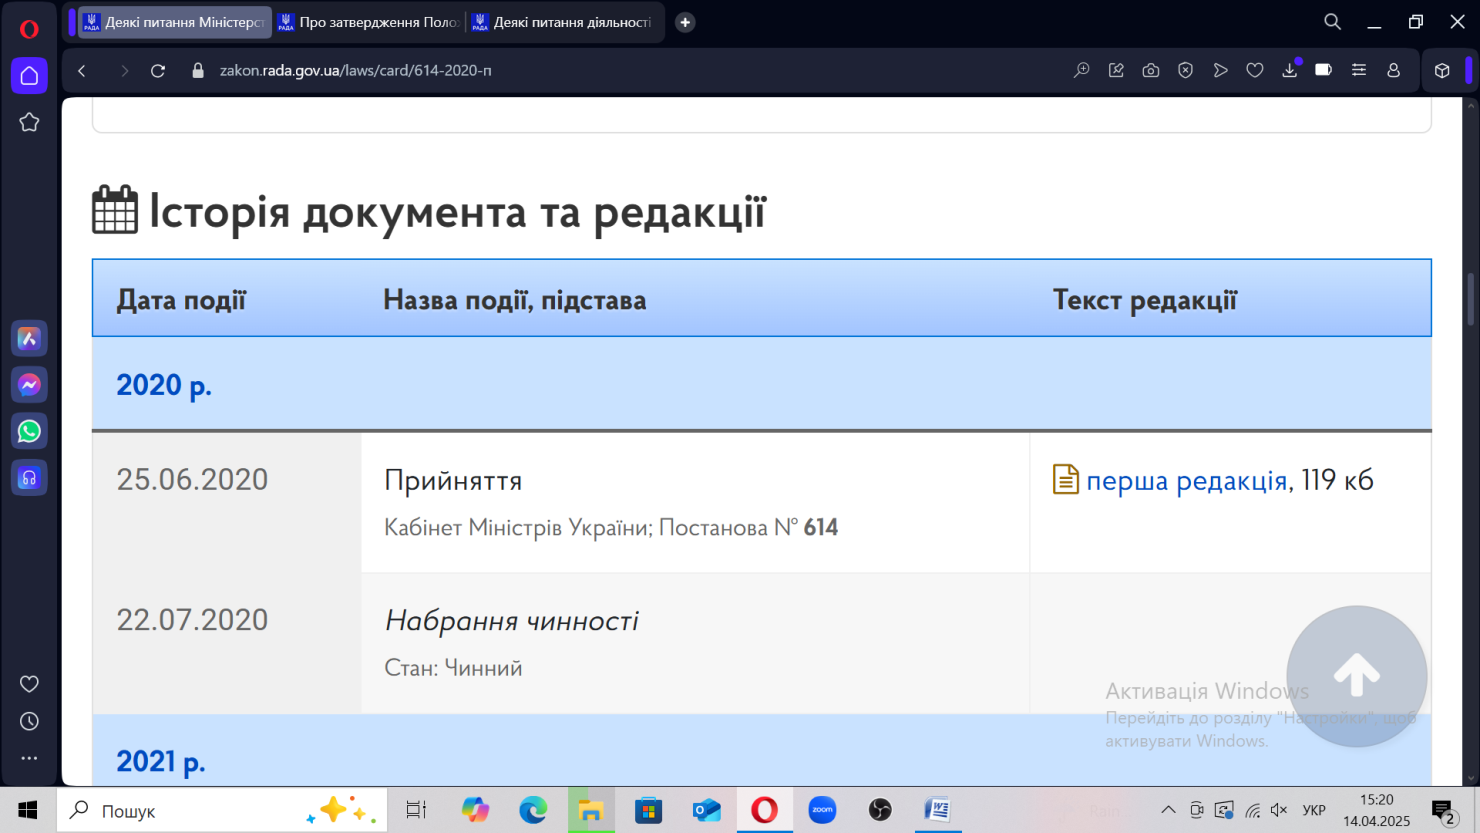 Деякі питання Міністерст
Про затвердження Поло
Деякі питання діяльності
zakon.rada.gov.ua/laws/card/614-2020-п
Історія документа та редакції
Дата події Назва події, підстава Текст редакції
2020 р.
25.06.2020 Прийняття перша редакція, 119 кб
Кабінет Міністрів України; Постанова № 614
22.07.2020 Набрання чинності
Стан: Чинний
Активація Windows
Перейдіть до розділу "Настройки", щоб
активувати Windows.
2021 р.
Пошук
zoom
УКР
15:20
14.04.2025
2